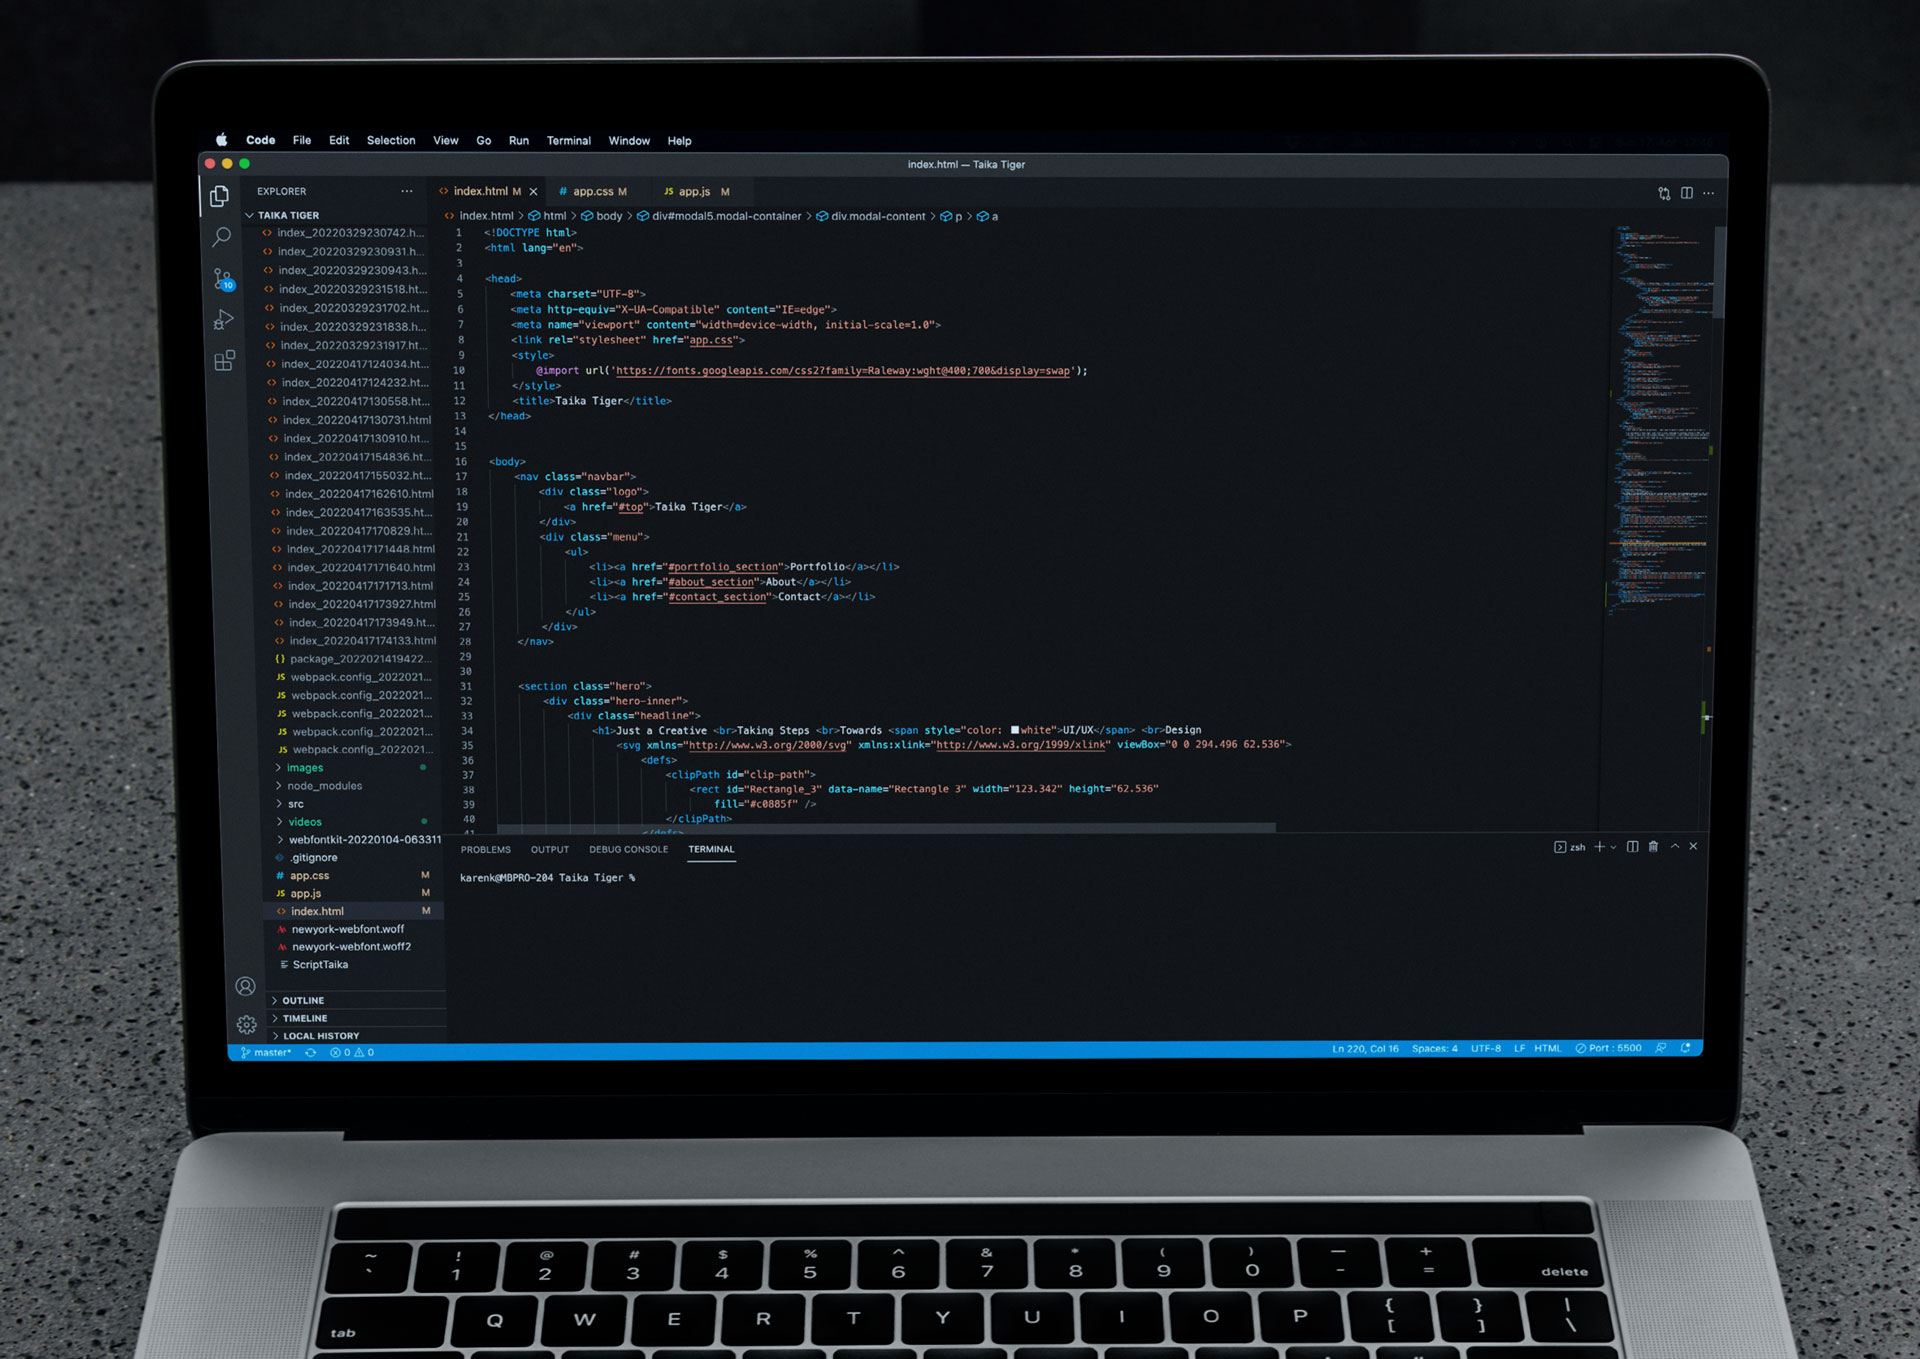 Code File Edit Selection View Go Run Terminal Window Help
index.html — Taika Tiger
EXPLORER ···
TAIKA TIGER
index_20220329230742.h...
index_20220329230931.h...
index_20220329230943.h...
index_20220329231518.ht...
index_20220329231702.ht...
index_20220329231838.ht...
index_20220329231917.ht...
index_20220417124034.ht...
index_20220417124232.ht...
index_20220417130558.ht...
index_20220417130731.html
index_20220417130910.ht...
index_20220417154836.ht...
index_20220417155032.ht...
index_20220417162610.html
index_20220417163535.ht...
index_20220417170829.ht...
index_20220417171448.html
index_20220417171640.html
index_20220417171713.html
index_20220417173927.html
index_20220417173949.html
index_20220417174133.html
{} package_2022021419422...
JS webpack.config_2022021...
JS webpack.config_2022021...
JS webpack.config_2022021...
JS webpack.config_2022021...
JS webpack.config_2022021...
images
node_modules
src
videos
webfontkit-20220104-063311
.gitignore
# app.css M
JS app.js M
<> index.html M
newyork-webfont.woff
newyork-webfont.woff2
ScriptTaika
OUTLINE
TIMELINE
LOCAL HISTORY
10
<> index.html M × # app.css M JS app.js M
<> index.html > html > body > div#modal5.modal-container > div.modal-content > p > a
1 <!DOCTYPE html>
2 <html lang="en">
3
4 <head>
5 <meta charset="UTF-8">
6 <meta http-equiv="X-UA-Compatible" content="IE=edge">
7 <meta name="viewport" content="width=device-width, initial-scale=1.0">
8 <link rel="stylesheet" href="app.css">
9 <style>
10 @import url('https://fonts.googleapis.com/css2?family=Raleway:wght@400;700&display=swap');
11 </style>
12 <title>Taika Tiger</title>
13 </head>
14
15
16 <body>
17 <nav class="navbar">
18 <div class="logo">
19 <a href="#top">Taika Tiger</a>
20 </div>
21 <div class="menu">
22 <ul>
23 <li><a href="#portfolio_section">Portfolio</a></li>
24 <li><a href="#about_section">About</a></li>
25 <li><a href="#contact_section">Contact</a></li>
26 </ul>
27 </div>
28 </nav>
29
30
31 <section class="hero">
32 <div class="hero-inner">
33 <div class="headline">
34 <h1>Just a Creative <br>Taking Steps <br>Towards <span style="color: white">UI/UX</span> <br>Design
35 <svg xmlns="http://www.w3.org/2000/svg" xmlns:xlink="http://www.w3.org/1999/xlink" viewBox="0 0 294.496 62.536">
36 <defs>
37 <clipPath id="clip-path">
38 <rect id="Rectangle_3" data-name="Rectangle 3" width="123.342" height="62.536"
39 fill="#c0885f" />
40 </clipPath>
41 </defs>
PROBLEMS OUTPUT DEBUG CONSOLE TERMINAL zsh
karenk@MBPRO-204 Taika Tiger %
master* 0 0 Ln 220, Col 16 Spaces: 4 UTF-8 LF HTML Port : 5500
~ ! @ # $ % ^ & * ( ) — +
` 1 2 3 4 5 6 7 8 9 0 - = delete
tab Q W E R T Y U I O P { [ } ] | \